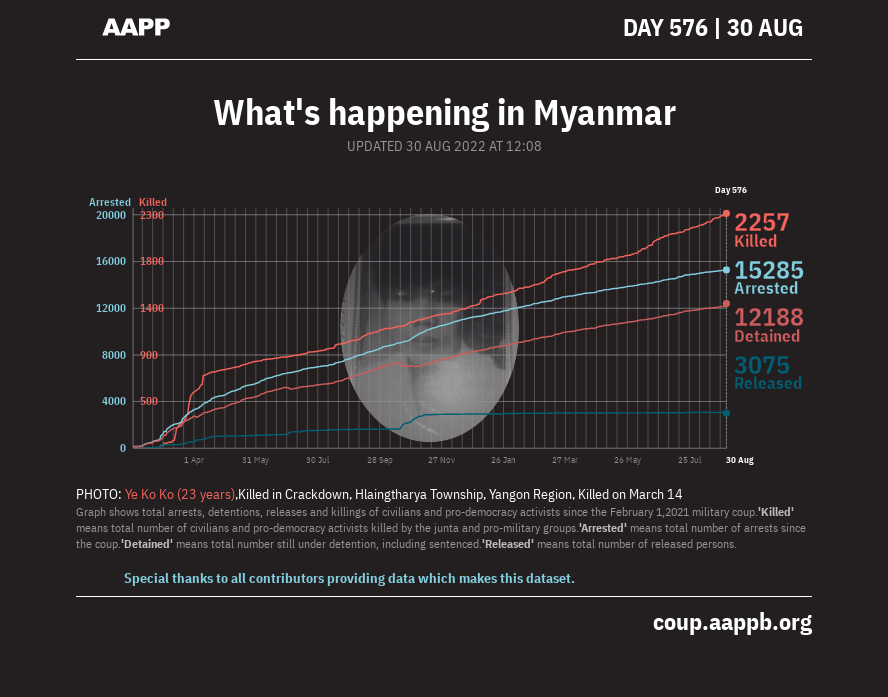 AAPP
DAY 576 | 30 AUG
What's happening in Myanmar
UPDATED 30 AUG 2022 AT 12:08
Day 576
Arrested Killed
20000 2300
16000 1800
12000 1400
8000 900
4000 500
0
2257
Killed
15285
Arrested
12188
Detained
3075
Released
1 Apr 31 May 30 Jul 28 Sep 27 Nov 26 Jan 27 Mar 26 May 25 Jul 30 Aug
PHOTO: Ye Ko Ko (23 years),Killed in Crackdown, Hlaingtharya Township, Yangon Region, Killed on March 14
Graph shows total arrests, detentions, releases and killings of civilians and pro-democracy activists since the February 1,2021 military coup.'Killed'
means total number of civilians and pro-democracy activists killed by the junta and pro-military groups.'Arrested' means total number of arrests since
the coup.'Detained' means total number still under detention, including sentenced.'Released' means total number of released persons.
Special thanks to all contributors providing data which makes this dataset.
coup.aappb.org